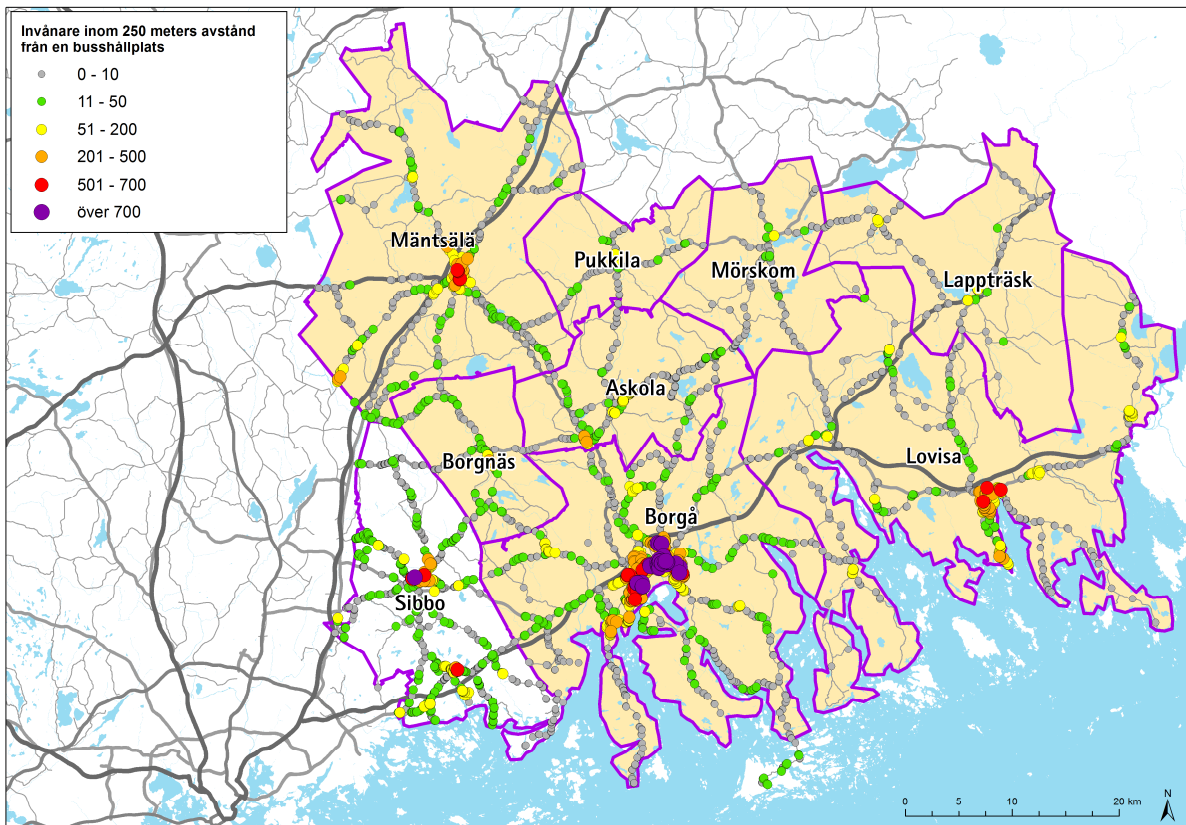 Invånare inom 250 meters avstånd
från en busshållplats
0 - 10
11 - 50
51 - 200
201 - 500
501 - 700
över 700
Mäntsälä
Pukkila
Mörskom
Lappträsk
Askola
Borgnäs
Lovisa
Borgå
Sibbo
N
0 5 10 20 km